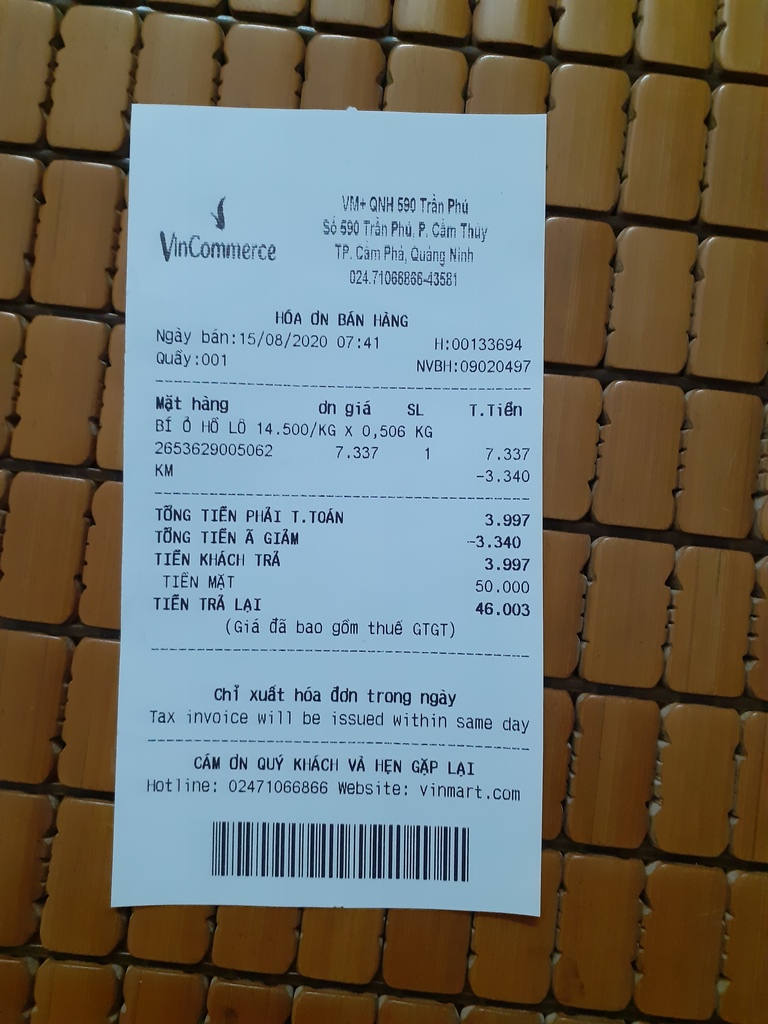 VinCommerce
VM+ QNH 590 Trần Phú
Số 590 Trần Phú, P. Cẩm Thủy
TP. Cẩm Phả, Quảng Ninh
024.71066866-43581
HÓA ƠN BÁN HÀNG
Ngày bán:15/08/2020 07:41 H:00133694
Quầy:001 NVBH:09020497
Mặt hàng ơn giá SL T.Tiền
BÍ Ỏ HỒ LÔ 14.500/KG X 0,506 KG
2653629005062 7.337 1 7.337
KM -3.340
TỔNG TIỀN PHẢI T.TOÁN 3.997
TỔNG TIỀN Ã GIẢM -3.340
TIỀN KHÁCH TRẢ 3.997
TIỀN MẶT 50.000
TIỀN TRẢ LẠI 46.003
(Giá đã bao gồm thuế GTGT)
Chỉ xuất hóa đơn trong ngày
Tax invoice will be issued within same day
CẢM ƠN QUÝ KHÁCH VÀ HẸN GẶP LẠI
Hotline: 02471066866 Website: vinmart.com